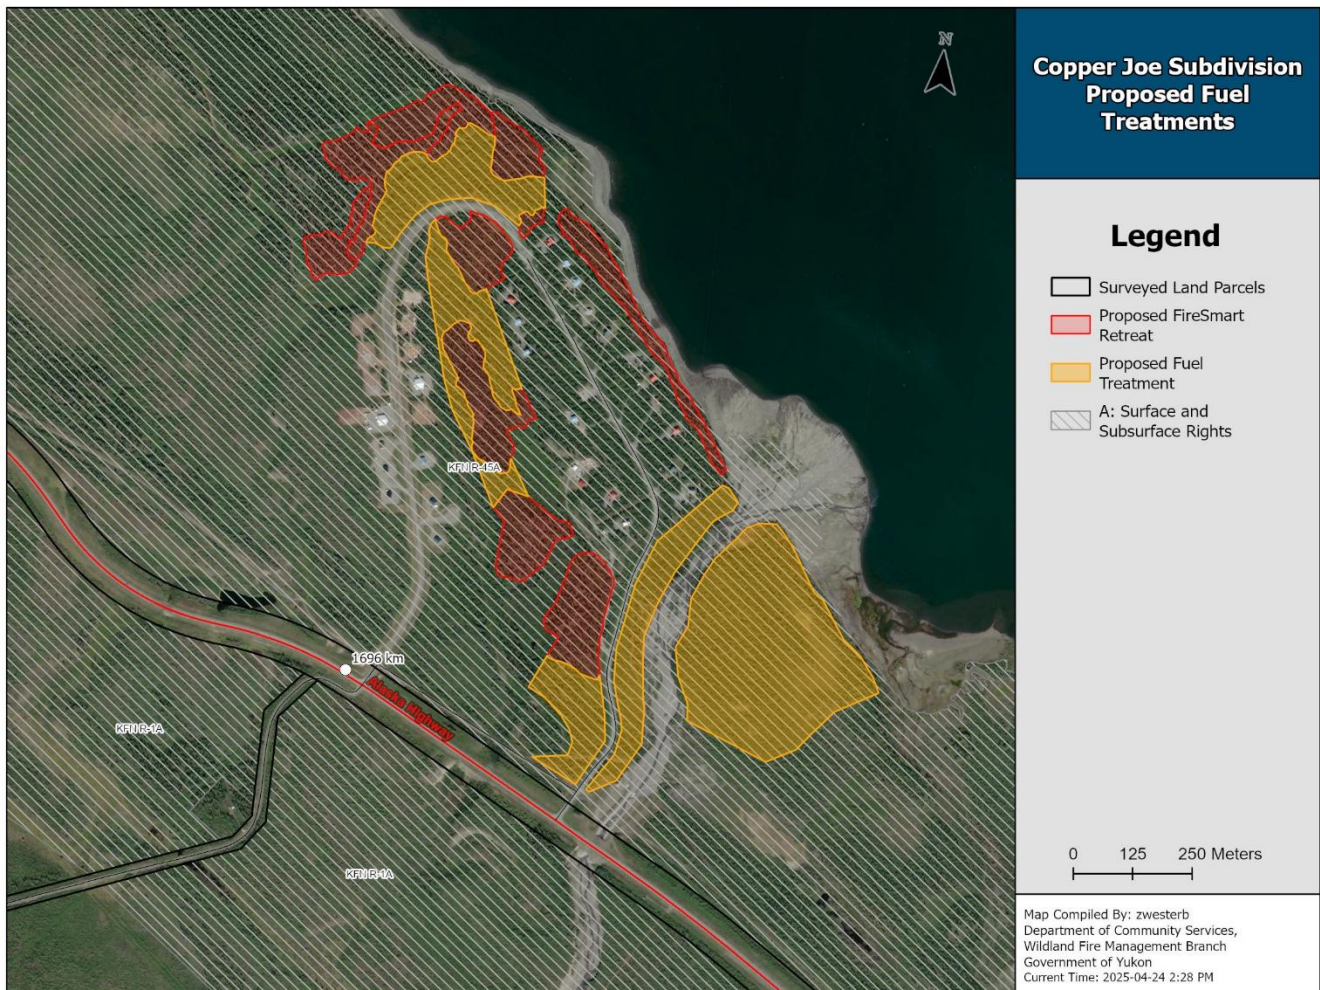 N
Copper Joe Subdivision
Proposed Fuel
Treatments
Legend
Surveyed Land Parcels
Proposed FireSmart
Retreat
Proposed Fuel
Treatment
A: Surface and
Subsurface Rights
KFN R-45A
1696 km
Alaska Highway
KFN R-1A
KFN R-1A
0 125 250 Meters
Map Compiled By: zwesterb
Department of Community Services,
Wildland Fire Management Branch
Government of Yukon
Current Time: 2025-04-24 2:28 PM